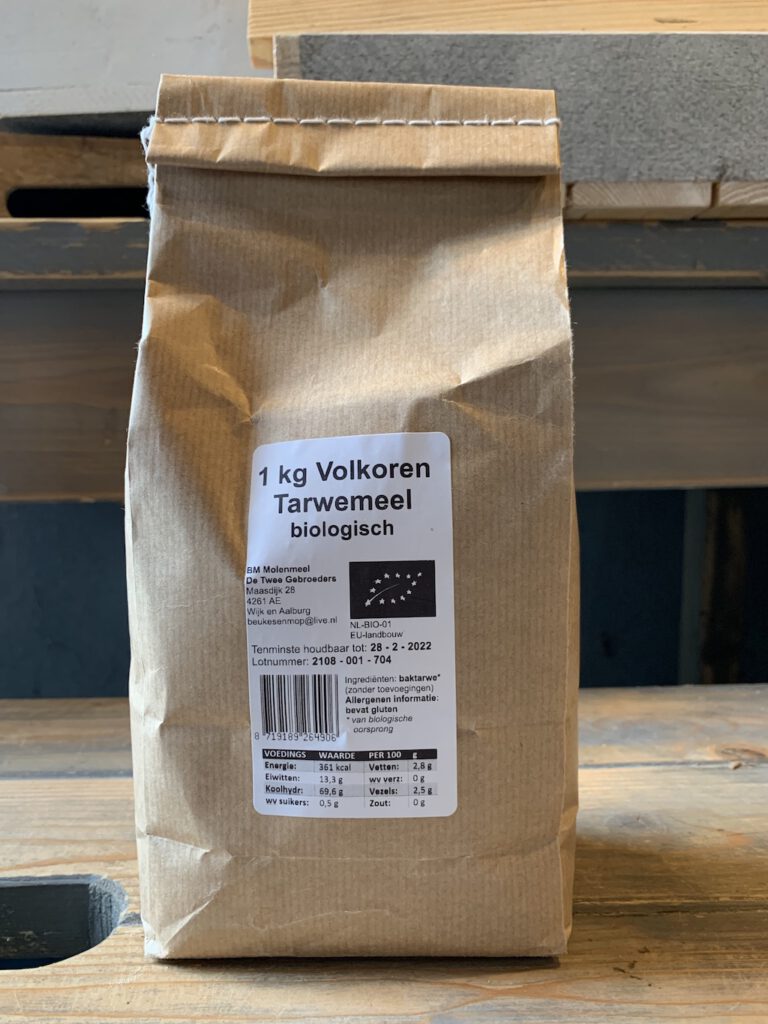 1 kg Volkoren
Tarwemeel
biologisch
BM Molenmeel
De Twee Gebroeders
Maasdijk 28
4261 AE
Wijk en Aalburg
beukesenmop@live.nl
NL-BIO-01
EU-landbouw
Tenminste houdbaar tot: 28 - 2 - 2022
Lotnummer: 2108 - 001 - 704
Ingrediënten: baktarwe*
(zonder toevoegingen)
Allergenen informatie:
bevat gluten
* van biologische
oorsprong
8 719189 264906
VOEDINGS WAARDE PER 100 g
Energie: 361 kcal Vetten: 2,8 g
Eiwitten: 13,3 g wv verz: 0 g
Koolhydr: 69,6 g Vezels: 2,5 g
wv suikers: 0,5 g Zout: 0 g